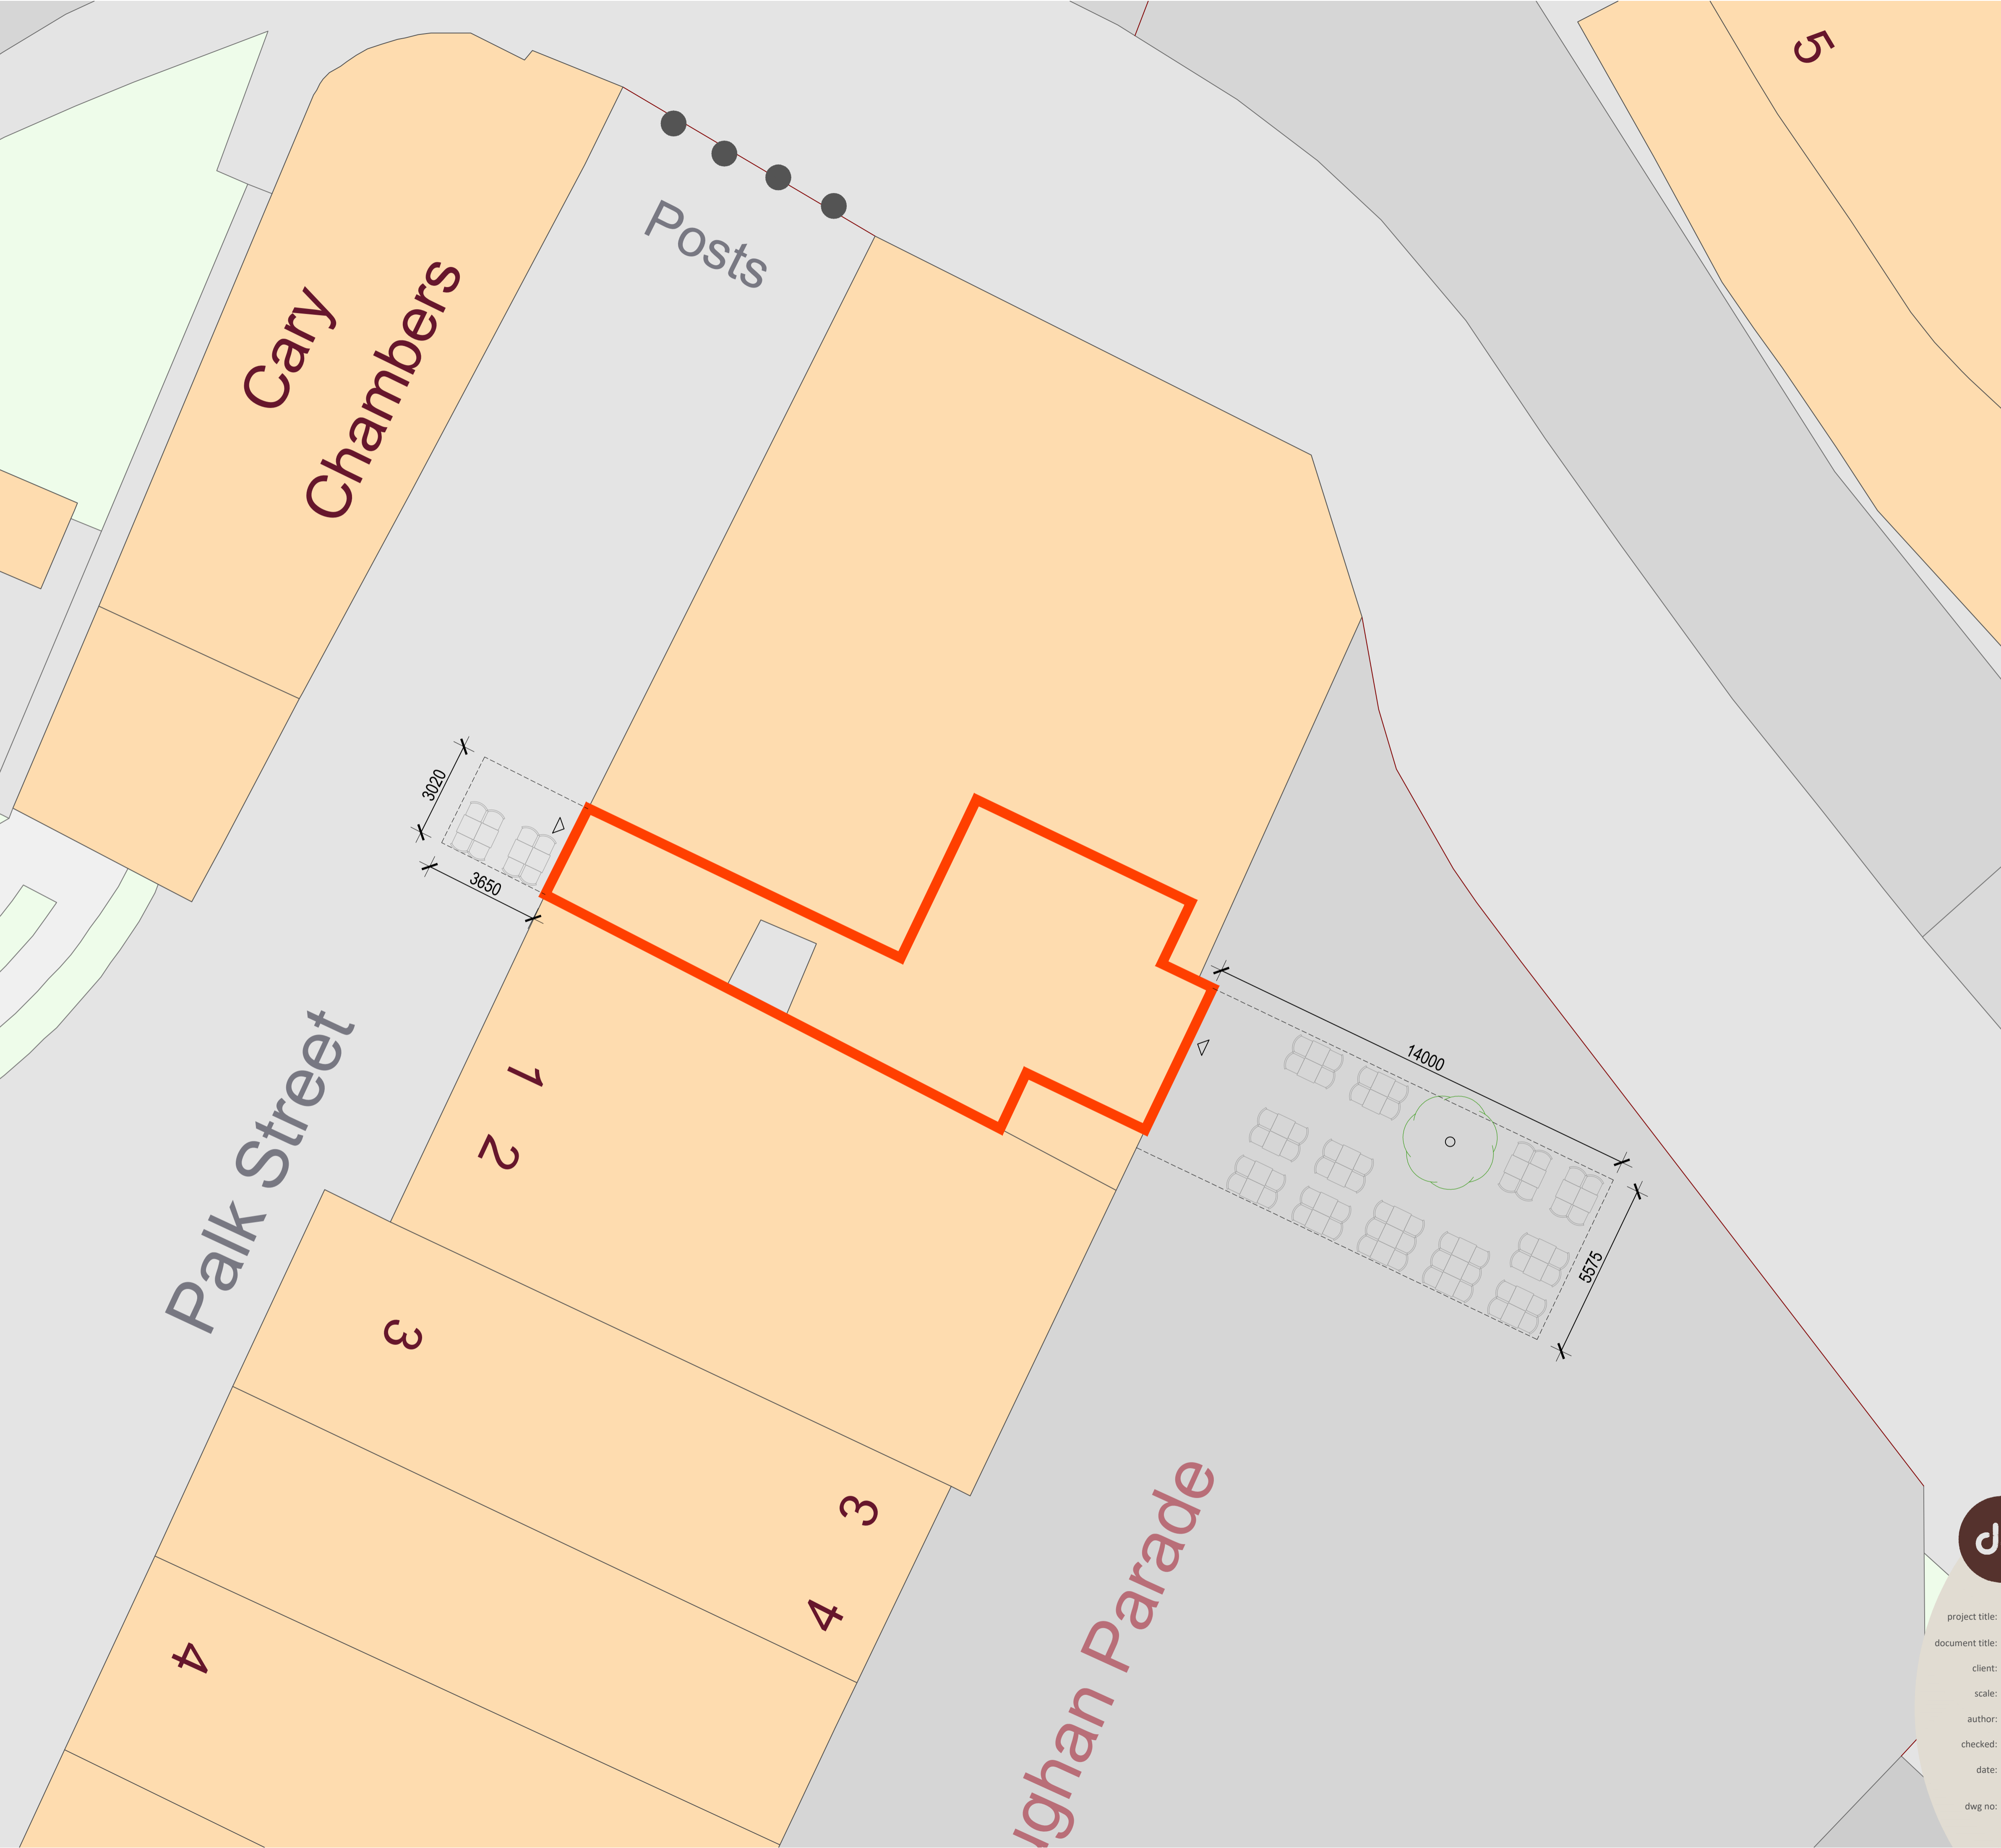 5
Posts
Cary
Chambers
3020
3650
14000
5575
1
2
Palk Street
3
3
4
4
ughan Parade
d
project title:
document title:
client:
scale:
author:
checked:
date:
dwg no: